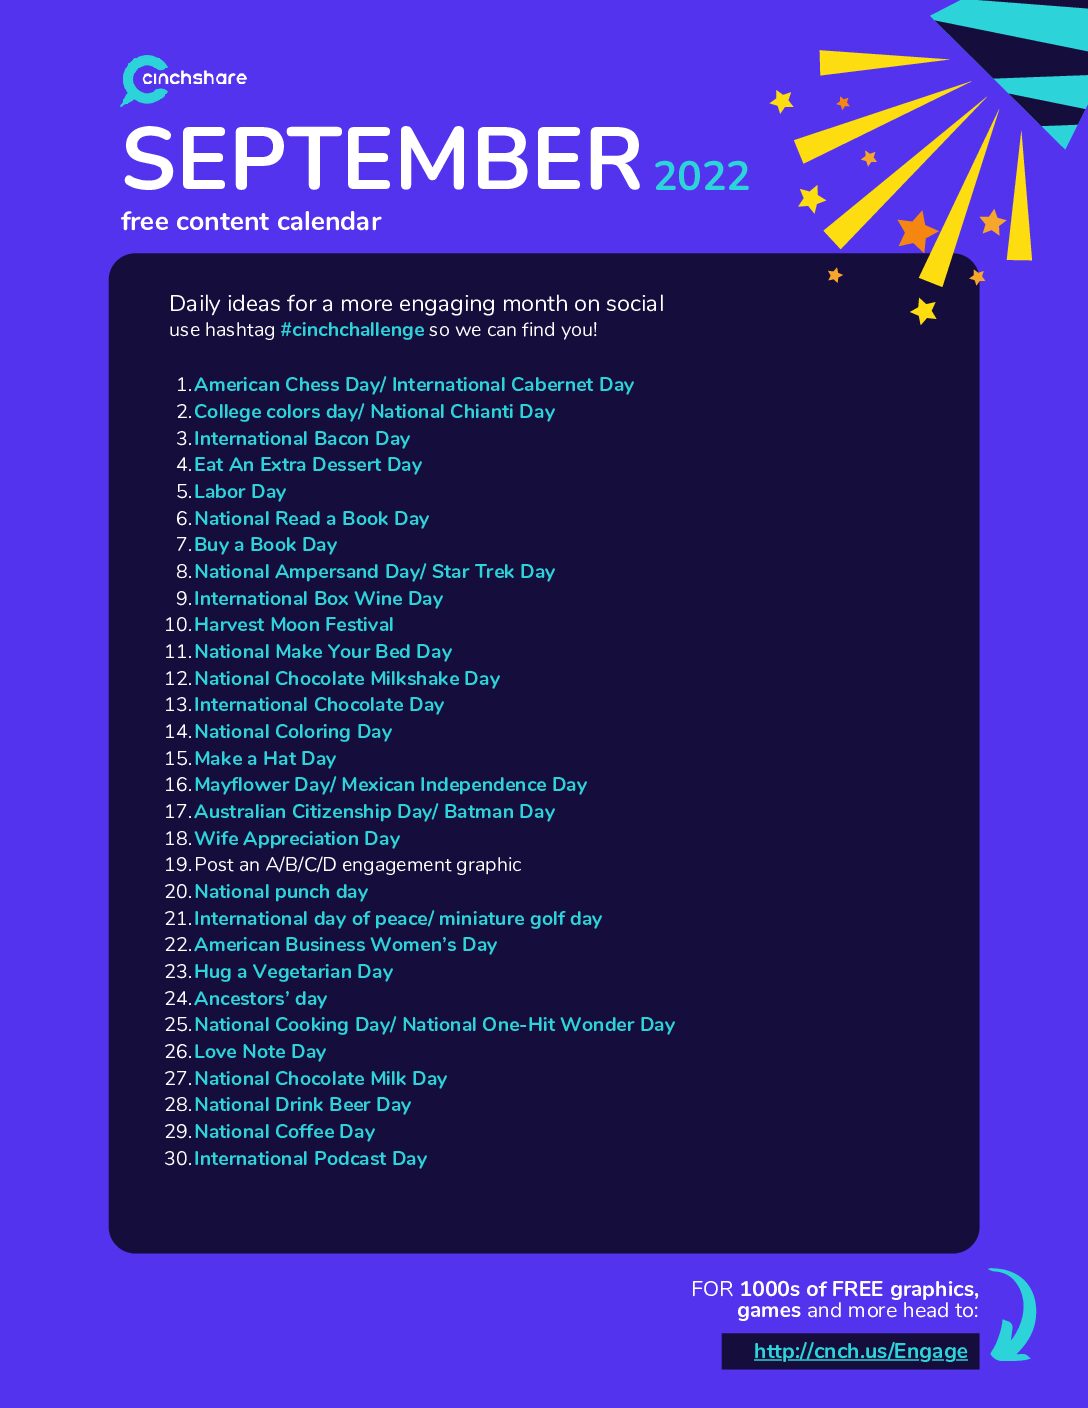 cinchshare
SEPTEMBER 2022
free content calendar
Daily ideas for a more engaging month on social
use hashtag #cinchchallenge so we can find you!
1. American Chess Day/ International Cabernet Day
2. College colors day/ National Chianti Day
3. International Bacon Day
4. Eat An Extra Dessert Day
5. Labor Day
6. National Read a Book Day
7. Buy a Book Day
8. National Ampersand Day/ Star Trek Day
9. International Box Wine Day
10. Harvest Moon Festival
11. National Make Your Bed Day
12. National Chocolate Milkshake Day
13. International Chocolate Day
14. National Coloring Day
15. Make a Hat Day
16. Mayflower Day/ Mexican Independence Day
17. Australian Citizenship Day/ Batman Day
18. Wife Appreciation Day
19. Post an A/B/C/D engagement graphic
20. National punch day
21. International day of peace/ miniature golf day
22. American Business Women's Day
23. Hug a Vegetarian Day
24. Ancestors' day
25. National Cooking Day/ National One-Hit Wonder Day
26. Love Note Day
27. National Chocolate Milk Day
28. National Drink Beer Day
29. National Coffee Day
30. International Podcast Day
FOR 1000s of FREE graphics,
games and more head to:
http://cnch.us/Engage